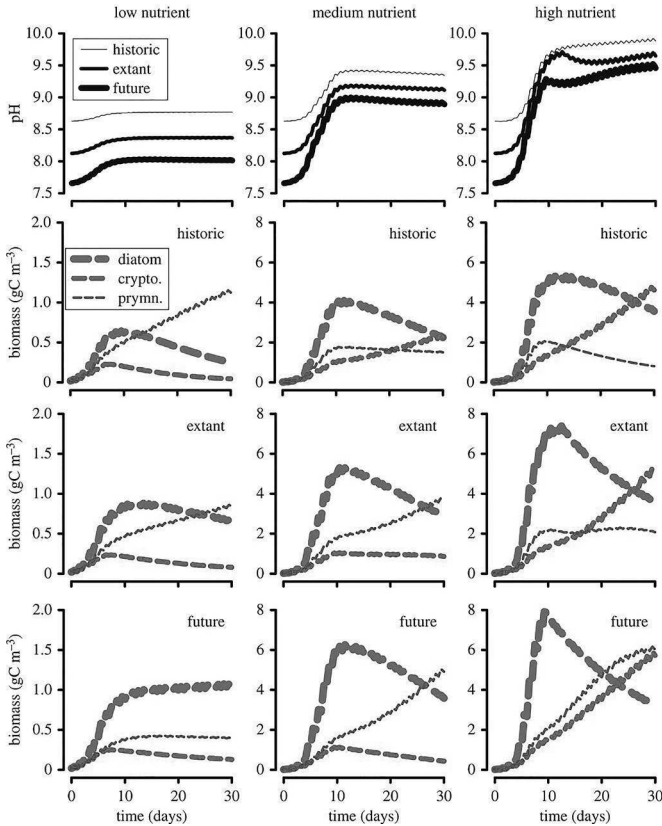 low nutrient medium nutrient high nutrient
10.0 10.0 10.0
historic
9.5 9.5 9.5
extant
9.0 9.0 9.0
future
pH
8.5 8.5 8.5
8.0 8.0 8.0
7.5 7.5 7.5
2.0 8 8
historic historic historic
diatom
1.5 6 6
crypto.
prymn.
biomass (gC m⁻³)
1.0 4 4
0.5 2 2
0 0 0
2.0 8 8
extant extant extant
1.5 6 6
biomass (gC m⁻³)
1.0 4 4
0.5 2 2
0 0 0
2.0 8 8
future future future
1.5 6 6
biomass (gC m⁻³)
1.0 4 4
0.5 2 2
0 0 0
0 10 20 30 0 10 20 30 0 10 20 30
time (days) time (days) time (days)